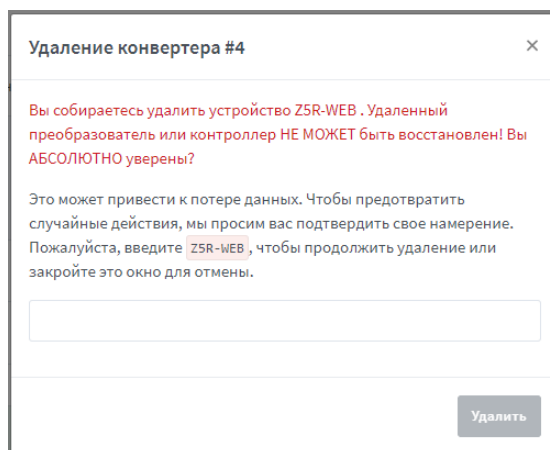 Удаление конвертера #4
×
Вы собираетесь удалить устройство Z5R-WEB . Удаленный
преобразователь или контроллер НЕ МОЖЕТ быть восстановлен! Вы
АБСОЛЮТНО уверены?
Это может привести к потере данных. Чтобы предотвратить
случайные действия, мы просим вас подтвердить свое намерение.
Пожалуйста, введите Z5R-WEB , чтобы продолжить удаление или
закройте это окно для отмены.
Удалить